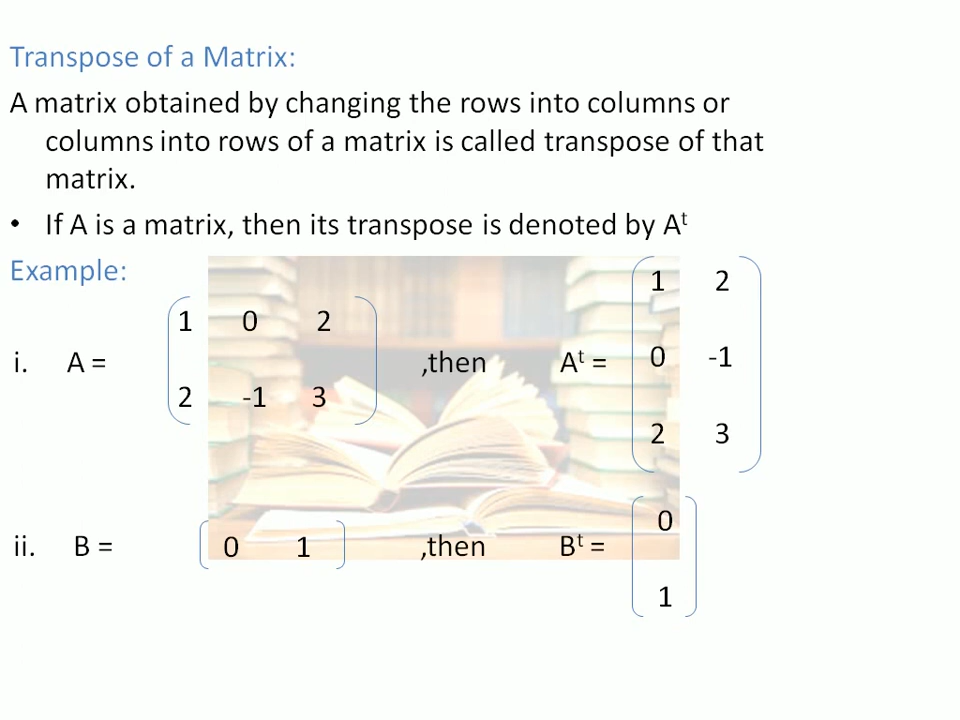 Transpose of a Matrix:
A matrix obtained by changing the rows into columns or
columns into rows of a matrix is called transpose of that
matrix.
• If A is a matrix, then its transpose is denoted by Aᵗ
Example:
1 2
1 0 2
i. A = ,then Aᵗ = 0 -1
2 -1 3
2 3
0
ii. B = 0 1 ,then Bᵗ =
1